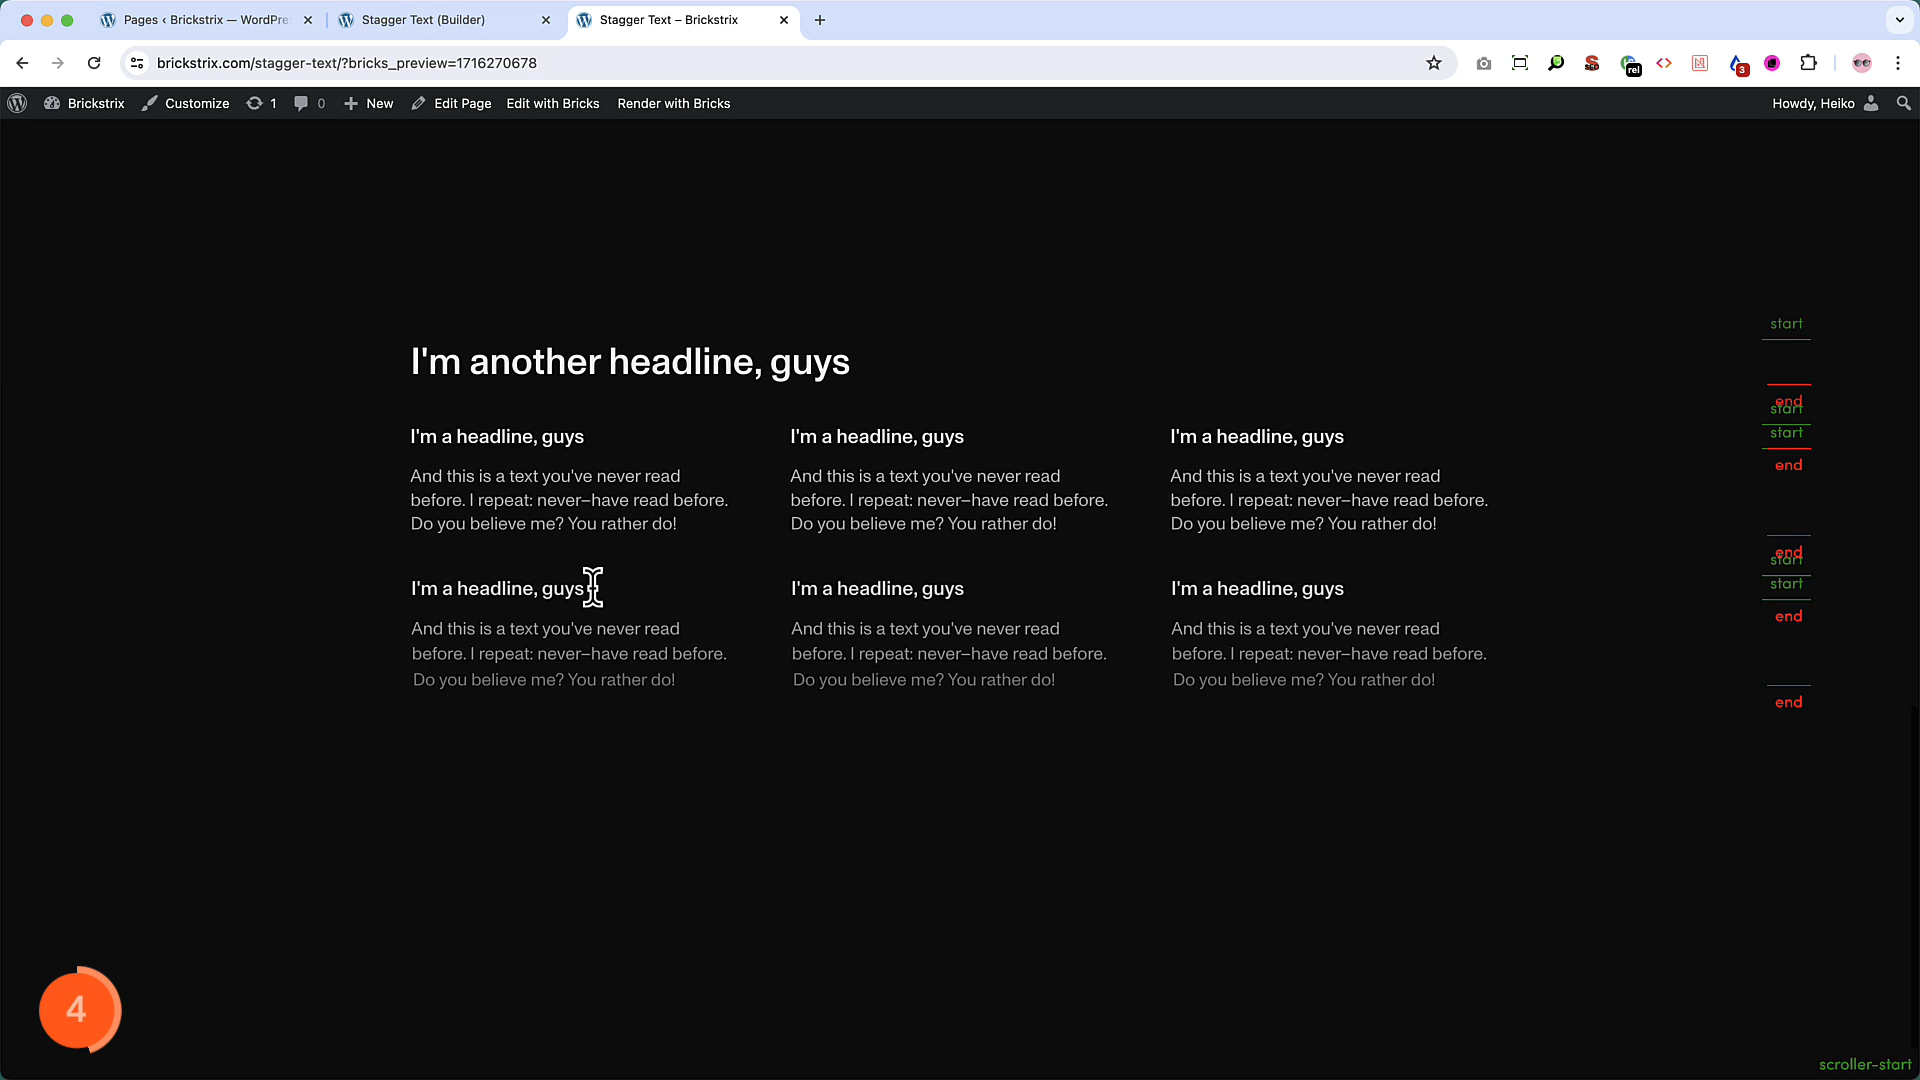 Pages ‹ Brickstrix — WordPre
Stagger Text (Builder)
Stagger Text – Brickstrix
brickstrix.com/stagger-text/?bricks_preview=1716270678
rel
3
Brickstrix
Customize
1
0
New
Edit Page
Edit with Bricks
Render with Bricks
Howdy, Heiko
start
I'm another headline, guys
end
start
I'm a headline, guys
I'm a headline, guys
I'm a headline, guys
start
end
And this is a text you've never read
before. I repeat: never–have read before.
Do you believe me? You rather do!
And this is a text you've never read
before. I repeat: never–have read before.
Do you believe me? You rather do!
And this is a text you've never read
before. I repeat: never–have read before.
Do you believe me? You rather do!
end
start
I'm a headline, guys
I'm a headline, guys
I'm a headline, guys
start
end
And this is a text you've never read
before. I repeat: never–have read before.
Do you believe me? You rather do!
And this is a text you've never read
before. I repeat: never–have read before.
Do you believe me? You rather do!
And this is a text you've never read
before. I repeat: never–have read before.
Do you believe me? You rather do!
end
4
scroller-start